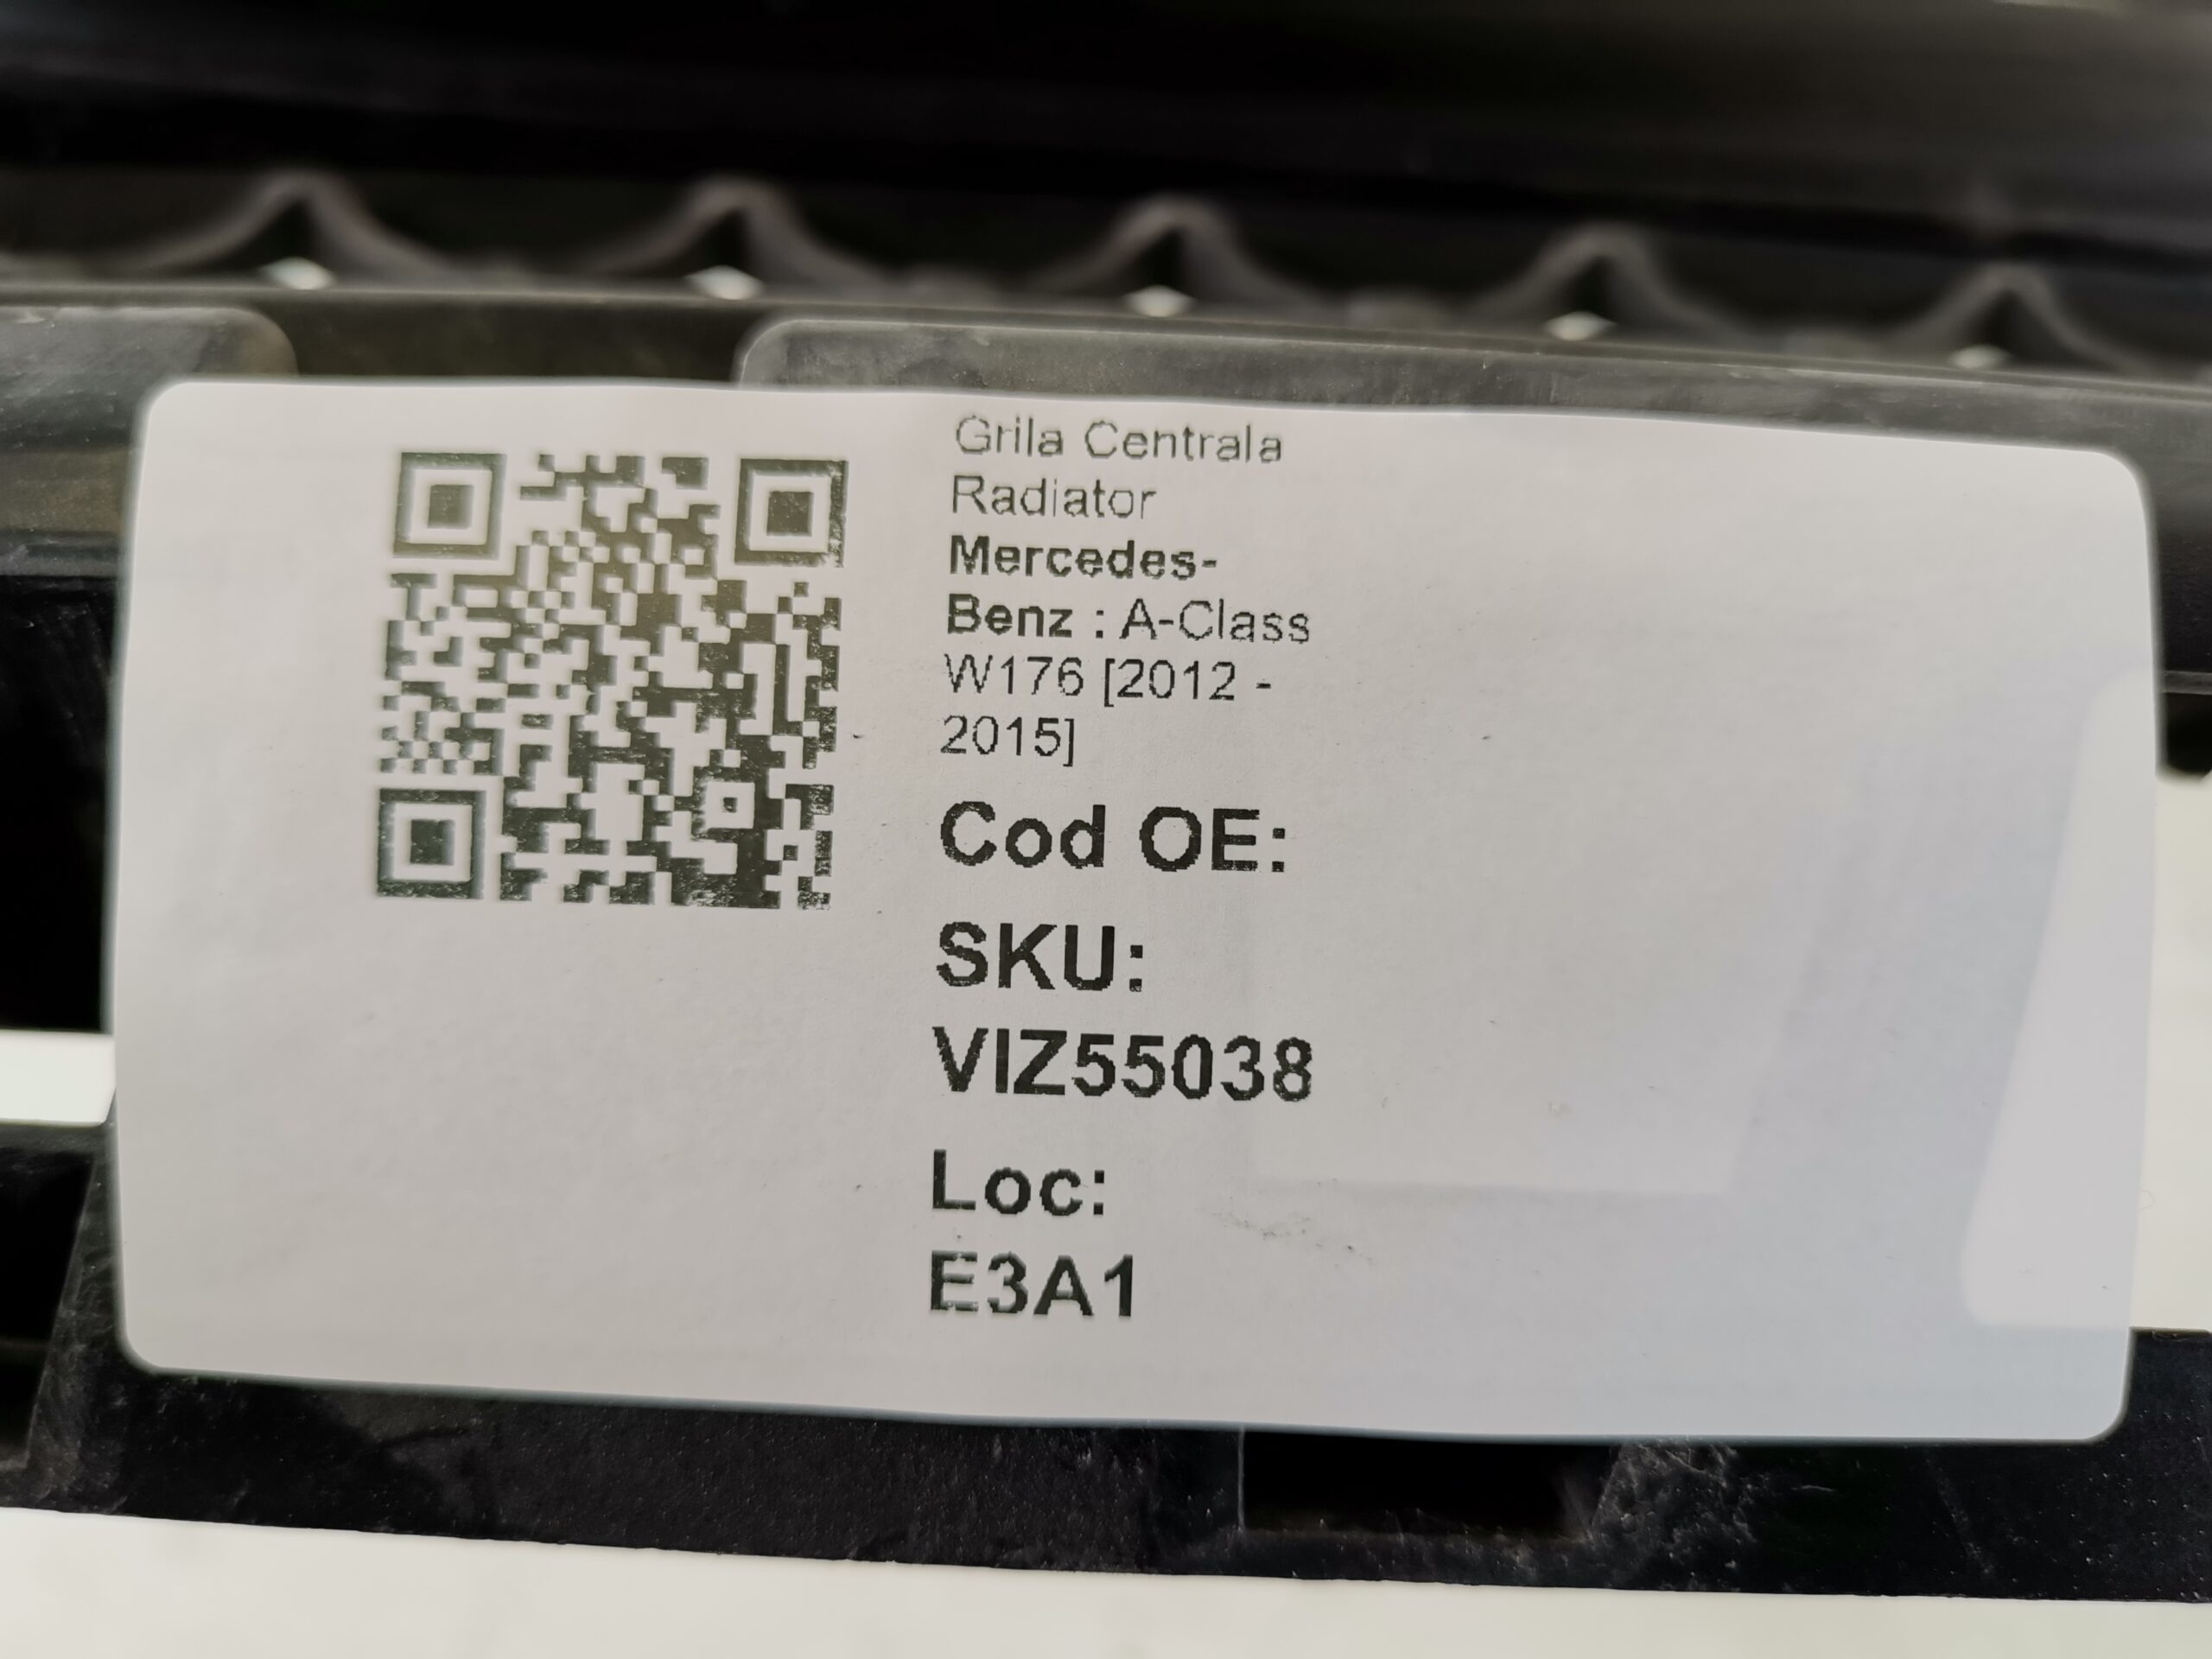 Grila Centrala
Radiator
Mercedes-
Benz : A-Class
W176 [2012 -
2015]
Cod OE:
SKU:
VIZ55038
Loc:
E3A1